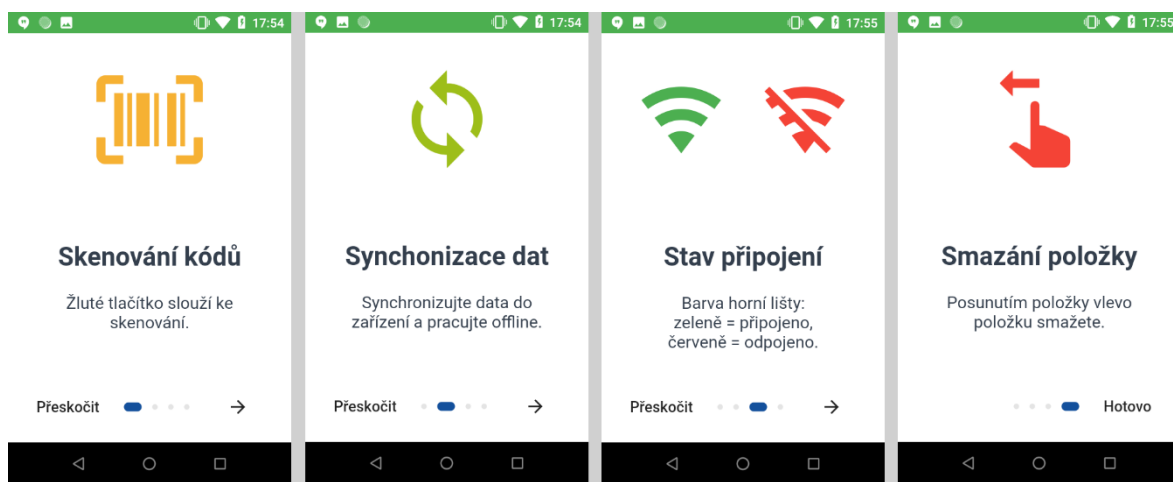 17:54
Skenování kódů
Žluté tlačítko slouží ke
skenování.
Přeskočit
17:54
Synchonizace dat
Synchronizujte data do
zařízení a pracujte offline.
Přeskočit
17:55
Stav připojení
Barva horní lišty:
zeleně = připojeno,
červeně = odpojeno.
Přeskočit
17:55
Smazání položky
Posunutím položky vlevo
položku smažete.
Hotovo